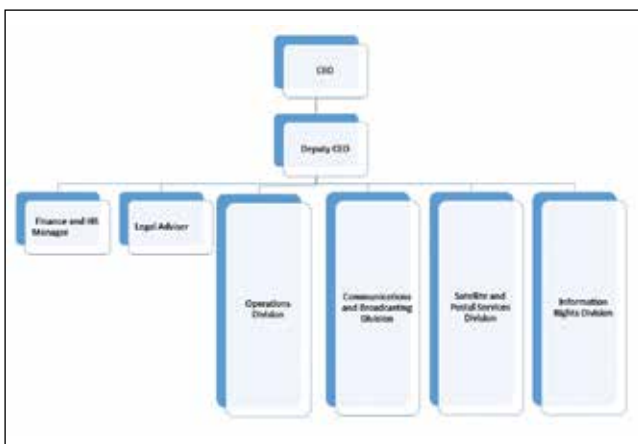 CEO
Deputy CEO
Finance and HR
Manager
Legal Adviser
Operations
Division
Communications
and Broadcasting
Division
Satellite and
Postal Services
Division
Information
Rights Division